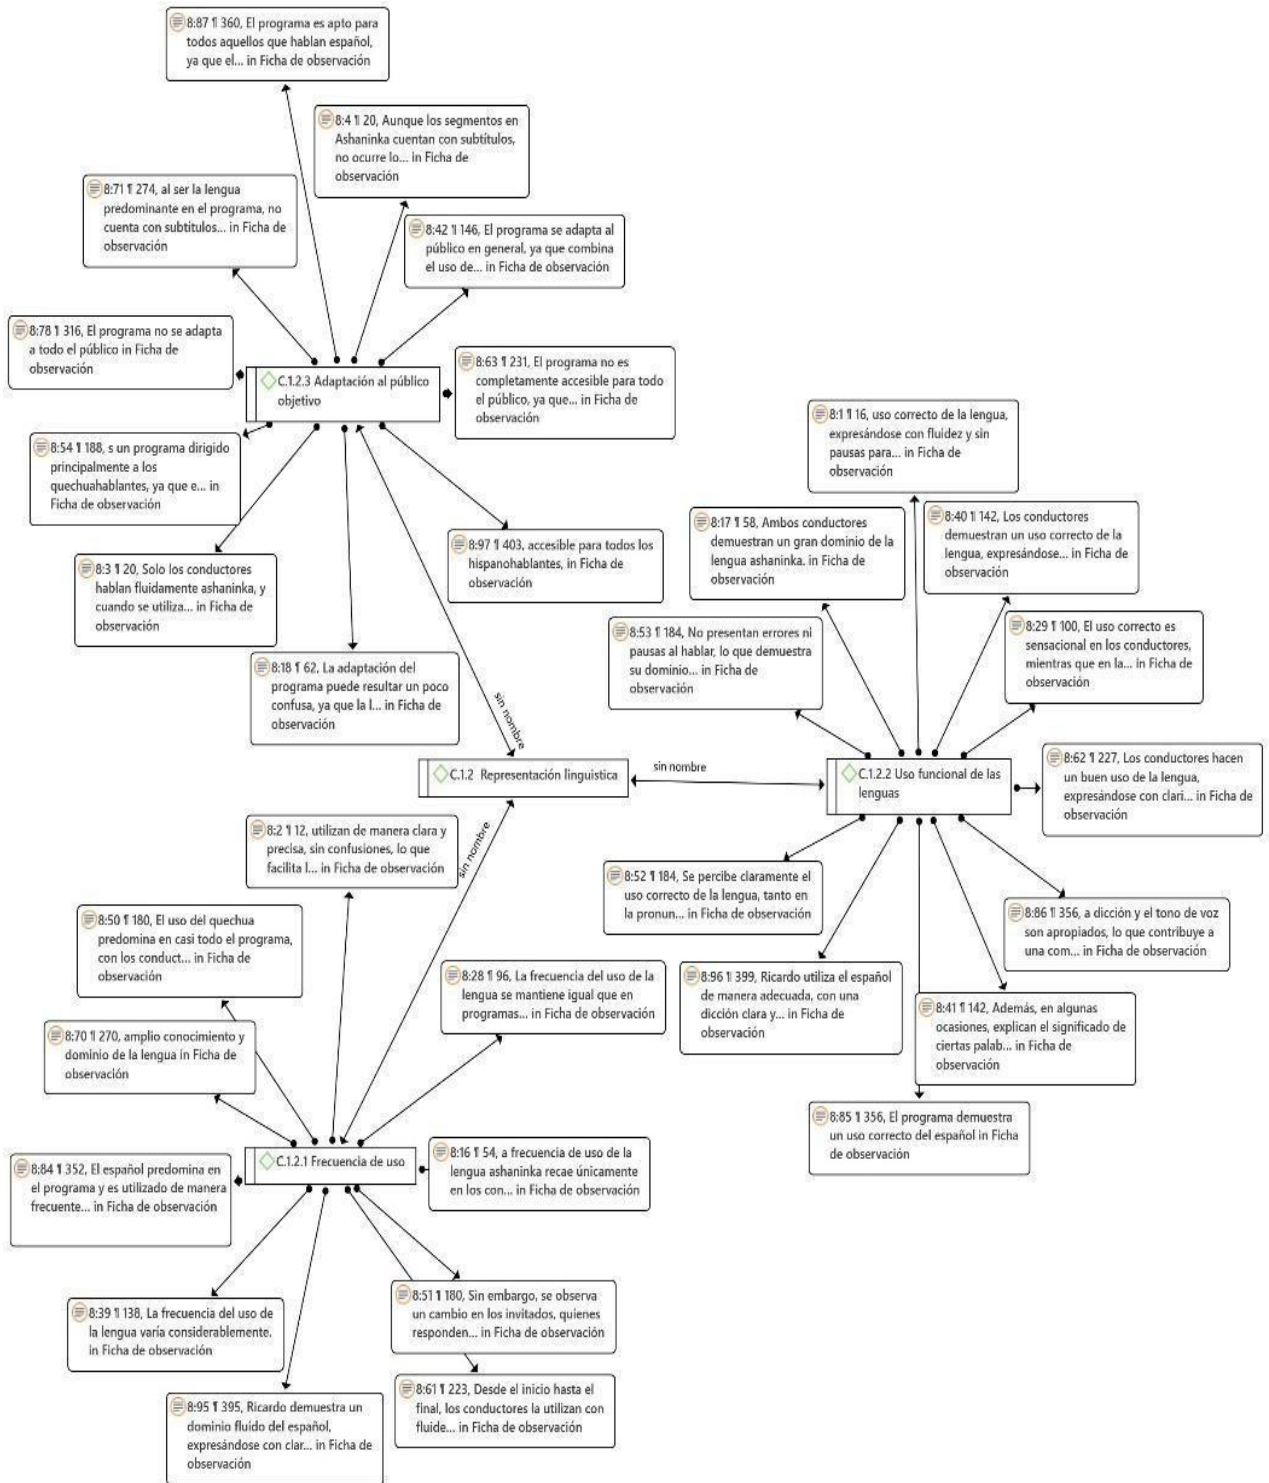 8:87 ¶ 360, El programa es apto para
todos aquellos que hablan español,
ya que el... in Ficha de observación
8:4 ¶ 20, Aunque los segmentos en
Ashaninka cuentan con subtítulos,
no ocurre lo... in Ficha de
observación
8:71 ¶ 274, al ser la lengua
predominante en el programa, no
cuenta con subtítulos... in Ficha de
observación
8:42 ¶ 146, El programa se adapta al
público en general, ya que combina
el uso de... in Ficha de observación
8:78 ¶ 316, El programa no se adapta
a todo el público in Ficha de
observación
C.1.2.3 Adaptación al público
objetivo
8:63 ¶ 231, El programa no es
completamente accesible para todo
el público, ya que... in Ficha de
observación
8:54 ¶ 188, s un programa dirigido
principalmente a los
quechuahablantes, ya que e... in
Ficha de observación
8:3 ¶ 20, Solo los conductores
hablan fluidamente ashaninka, y
cuando se utiliza... in Ficha de
observación
8:97 ¶ 403, accesible para todos los
hispanohablantes, in Ficha de
observación
8:18 ¶ 62, La adaptación del
programa puede resultar un poco
confusa, ya que la l... in Ficha de
observación
sin nombre
8:1 ¶ 16, uso correcto de la lengua,
expresándose con fluidez y sin
pausas para... in Ficha de
observación
8:17 ¶ 58, Ambos conductores
demuestran un gran dominio de la
lengua ashaninka. in Ficha de
observación
8:40 ¶ 142, Los conductores
demuestran un uso correcto de la
lengua, expresándose... in Ficha de
observación
8:53 ¶ 184, No presentan errores ni
pausas al hablar, lo que demuestra
su dominio... in Ficha de
observación
8:29 ¶ 100, El uso correcto es
sensacional en los conductores,
mientras que en la... in Ficha de
observación
C.1.2 Representación linguistica
sin nombre
C.1.2.2 Uso funcional de las
lenguas
8:62 ¶ 227, Los conductores hacen
un buen uso de la lengua,
expresándose con clari... in Ficha de
observación
8:52 ¶ 184, Se percibe claramente el
uso correcto de la lengua, tanto en
la pronun... in Ficha de observación
8:86 ¶ 356, a dicción y el tono de voz
son apropiados, lo que contribuye a
una com... in Ficha de observación
8:96 ¶ 399, Ricardo utiliza el español
de manera adecuada, con una
dicción clara y... in Ficha de
observación
8:41 ¶ 142, Además, en algunas
ocasiones, explican el significado de
ciertas palab... in Ficha de
observación
8:85 ¶ 356, El programa demuestra
un uso correcto del español in Ficha
de observación
sin nombre
8:2 ¶ 12, utilizan de manera clara y
precisa, sin confusiones, lo que
facilita l... in Ficha de observación
8:50 ¶ 180, El uso del quechua
predomina en casi todo el programa,
con los conduct... in Ficha de
observación
8:28 ¶ 96, La frecuencia del uso de la
lengua se mantiene igual que en
programas... in Ficha de observación
8:70 ¶ 270, amplio conocimiento y
dominio de la lengua in Ficha de
observación
C.1.2.1 Frecuencia de uso
8:16 ¶ 54, a frecuencia de uso de la
lengua ashaninka recae únicamente
en los con... in Ficha de observación
8:84 ¶ 352, El español predomina en
el programa y es utilizado de manera
frecuente... in Ficha de observación
8:39 ¶ 138, La frecuencia del uso de
la lengua varía considerablemente.
in Ficha de observación
8:51 ¶ 180, Sin embargo, se observa
un cambio en los invitados, quienes
responden... in Ficha de observación
8:61 ¶ 223, Desde el inicio hasta el
final, los conductores la utilizan con
fluide... in Ficha de observación
8:95 ¶ 395, Ricardo demuestra un
dominio fluido del español,
expresándose con clar... in Ficha de
observación